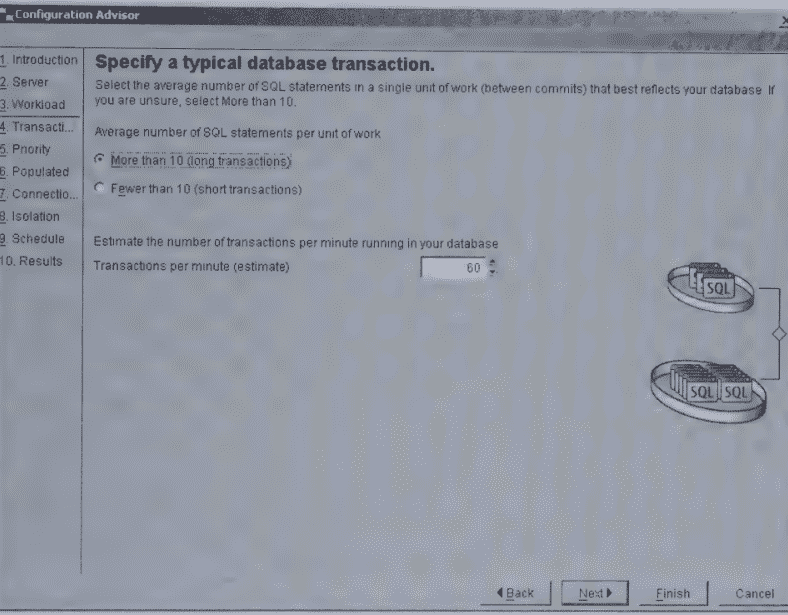 Configuration Advisor
1. Introduction
2. Server
3. Workload
4. Transacti...
5. Priority
6. Populated
7. Connectio...
8. Isolation
9. Schedule
10. Results
Specify a typical database transaction.
Select the average number of SQL statements in a single unit of work (between commits) that best reflects your database. If
you are unsure, select More than 10.
Average number of SQL statements per unit of work
More than 10 (long transactions)
Fewer than 10 (short transactions)
Estimate the number of transactions per minute running in your database
Transactions per minute (estimate)
60
SQL
SQL SQL
Back
Next
Finish
Cancel